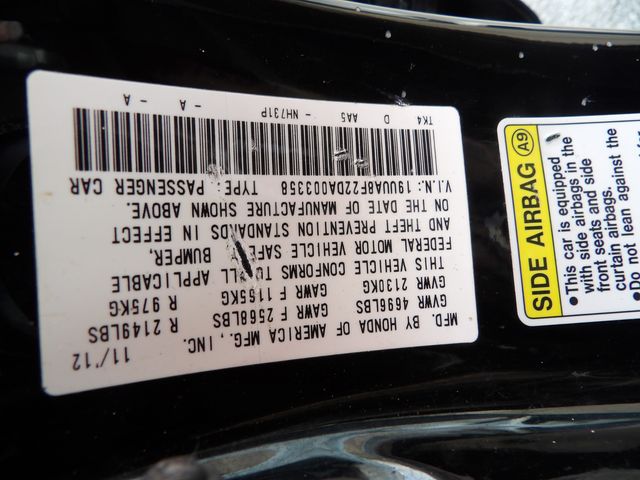 MFD. BY HONDA OF AMERICA MFG., INC. 11/'12
GVWR 4699LBS GAWR F 2568LBS R 2149LBS
GVWR 2130KG GAWR F 1165KG R 975KG
THIS VEHICLE CONFORMS TO ALL APPLICABLE
FEDERAL MOTOR VEHICLE SAFETY, BUMPER,
AND THEFT PREVENTION STANDARDS IN EFFECT
ON THE DATE OF MANUFACTURE SHOWN ABOVE.
V.I.N.: 19UUA8F22DA003358 TYPE: PASSENGER CAR
TK4 D AA5 - NH731P - A - A
SIDE AIRBAG A9
•This car is equipped
with side airbags in the
front seats and side
curtain airbags.
•Do not lean against